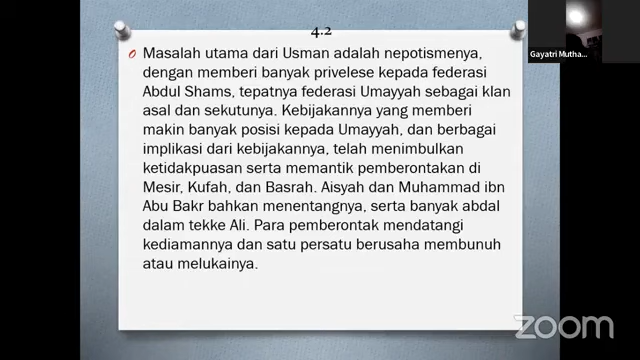 4.2
Masalah utama dari Usman adalah nepotismenya,
dengan memberi banyak privelese kepada federasi
Abdul Shams, tepatnya federasi Umayyah sebagai klan
asal dan sekutunya. Kebijakannya yang memberi
makin banyak posisi kepada Umayyah, dan berbagai
implikasi dari kebijakannya, telah menimbulkan
ketidakpuasan serta memantik pemberontakan di
Mesir, Kufah, dan Basrah. Aisyah dan Muhammad ibn
Abu Bakr bahkan menentangnya, serta banyak abdal
dalam tekke Ali. Para pemberontak mendatangi
kediamannya dan satu persatu berusaha membunuh
atau melukainya.
Gayatri Mutha...
zoom